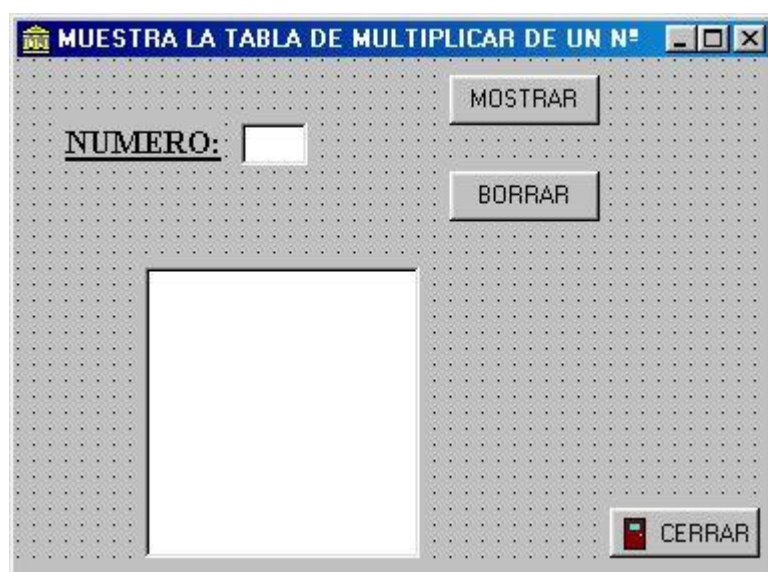 MUESTRA LA TABLA DE MULTIPLICAR DE UN Nº
MOSTRAR
NUMERO:
BORRAR
CERRAR